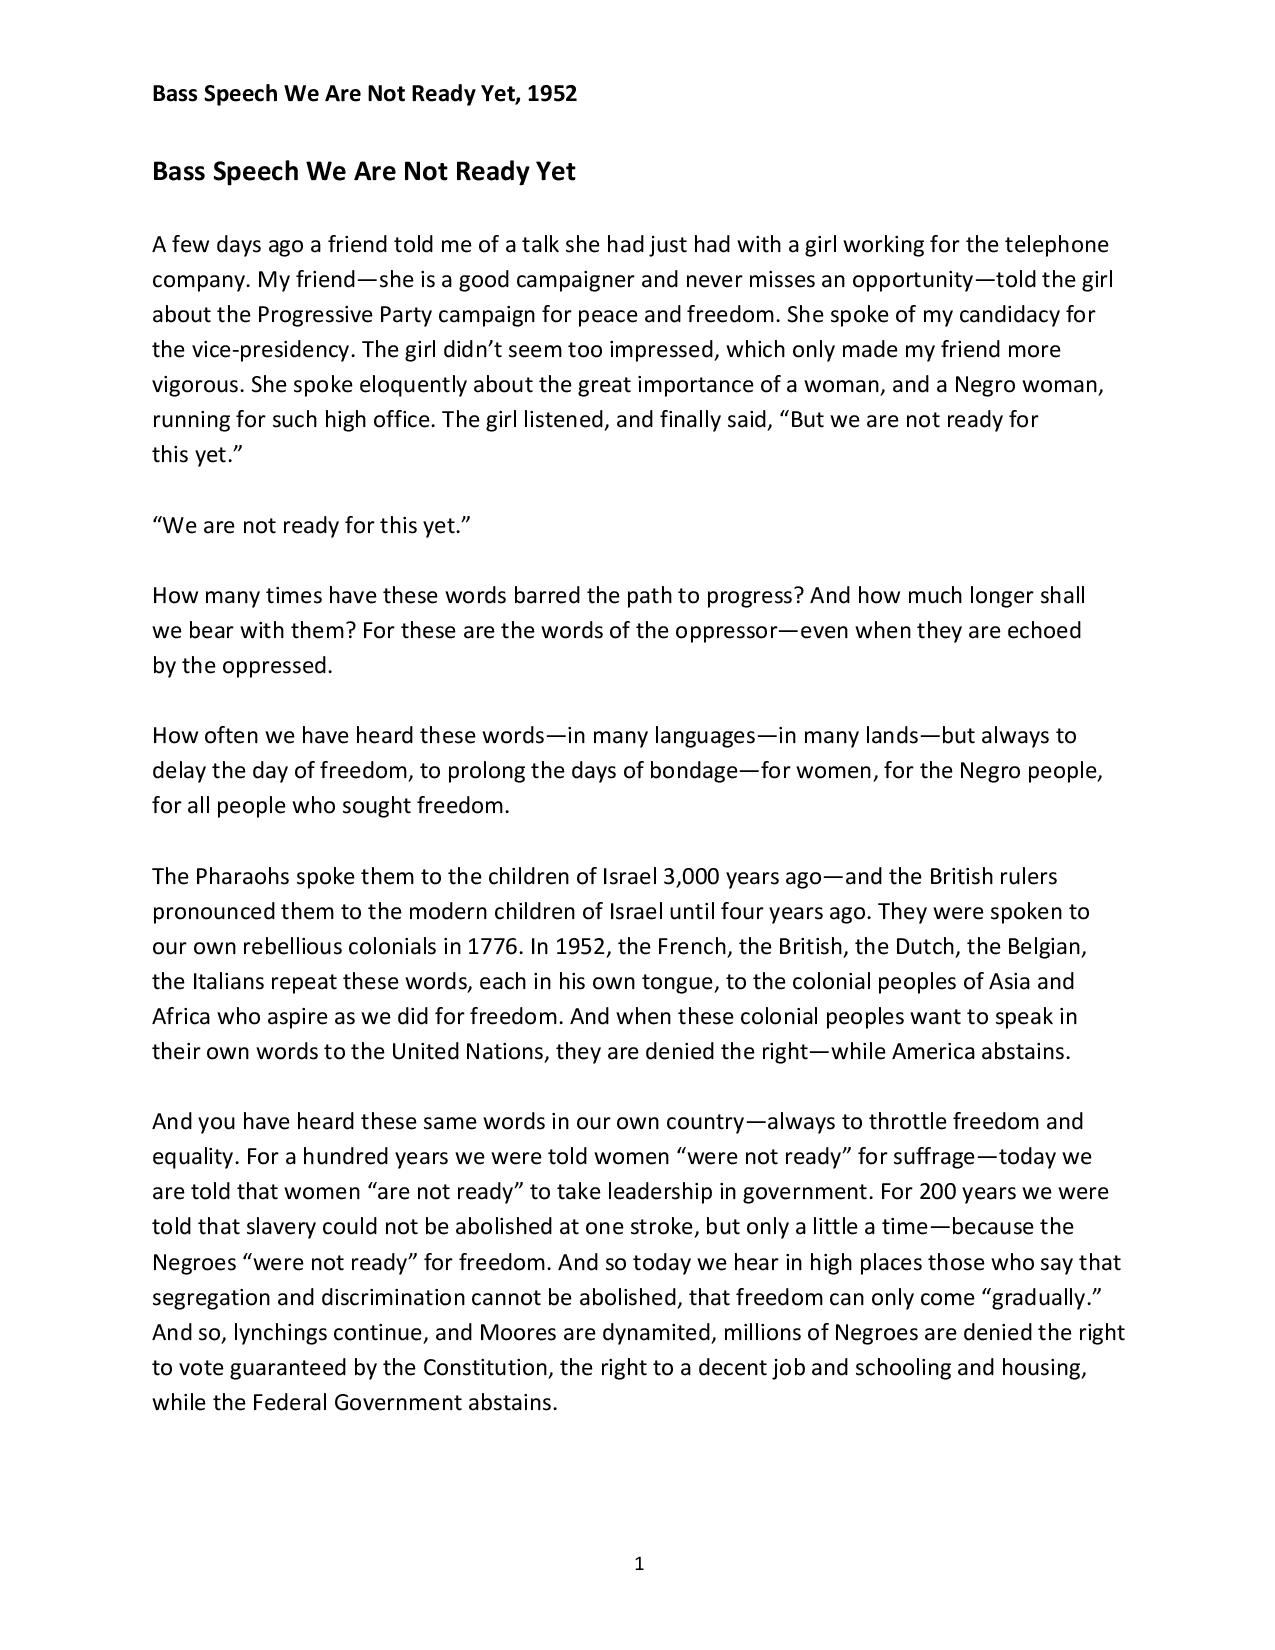 Bass Speech We Are Not Ready Yet, 1952
Bass Speech We Are Not Ready Yet
A few days ago a friend told me of a talk she had just had with a girl working for the telephone
company. My friend—she is a good campaigner and never misses an opportunity—told the girl
about the Progressive Party campaign for peace and freedom. She spoke of my candidacy for
the vice-presidency. The girl didn’t seem too impressed, which only made my friend more
vigorous. She spoke eloquently about the great importance of a woman, and a Negro woman,
running for such high office. The girl listened, and finally said, “But we are not ready for
this yet.”
“We are not ready for this yet.”
How many times have these words barred the path to progress? And how much longer shall
we bear with them? For these are the words of the oppressor—even when they are echoed
by the oppressed.
How often we have heard these words—in many languages—in many lands—but always to
delay the day of freedom, to prolong the days of bondage—for women, for the Negro people,
for all people who sought freedom.
The Pharaohs spoke them to the children of Israel 3,000 years ago—and the British rulers
pronounced them to the modern children of Israel until four years ago. They were spoken to
our own rebellious colonials in 1776. In 1952, the French, the British, the Dutch, the Belgian,
the Italians repeat these words, each in his own tongue, to the colonial peoples of Asia and
Africa who aspire as we did for freedom. And when these colonial peoples want to speak in
their own words to the United Nations, they are denied the right—while America abstains.
And you have heard these same words in our own country—always to throttle freedom and
equality. For a hundred years we were told women “were not ready” for suffrage—today we
are told that women “are not ready” to take leadership in government. For 200 years we were
told that slavery could not be abolished at one stroke, but only a little a time—because the
Negroes “were not ready” for freedom. And so today we hear in high places those who say that
segregation and discrimination cannot be abolished, that freedom can only come “gradually.”
And so, lynchings continue, and Moores are dynamited, millions of Negroes are denied the right
to vote guaranteed by the Constitution, the right to a decent job and schooling and housing,
while the Federal Government abstains.
1